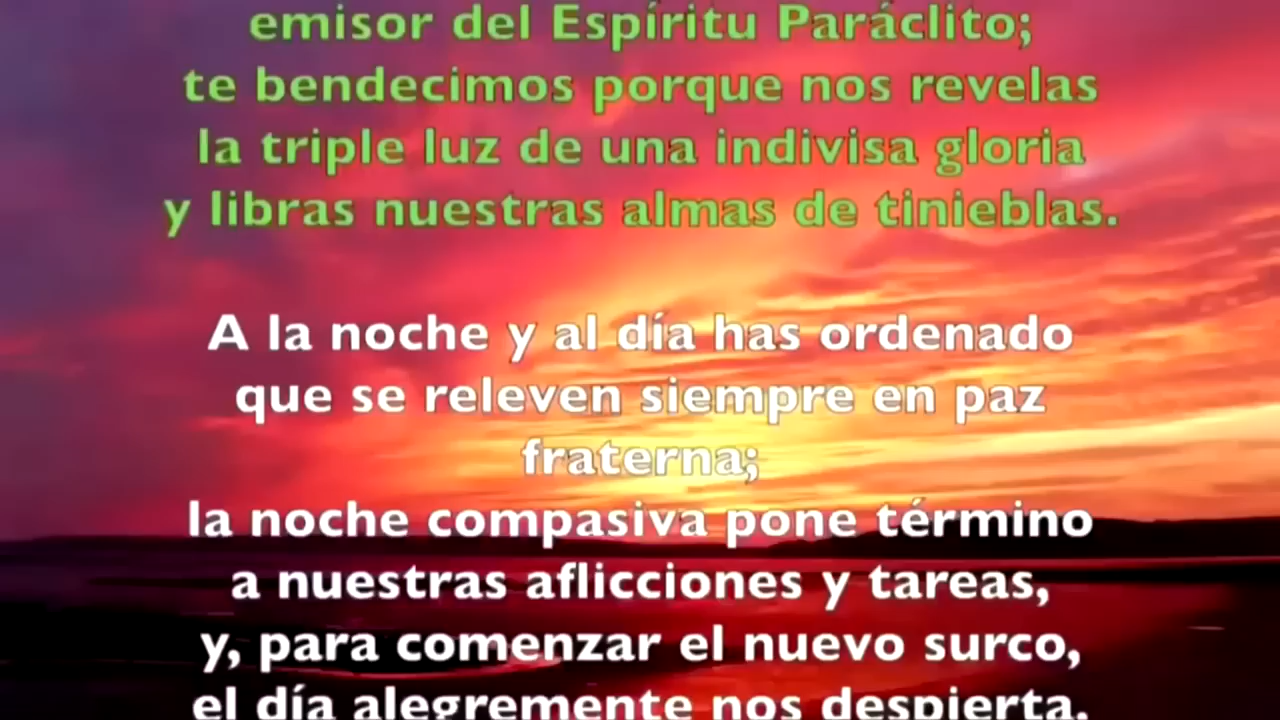 emisor del Espíritu Paráclito;
te bendecimos porque nos revelas
la triple luz de una indivisa gloria
y libras nuestras almas de tinieblas.
A la noche y al día has ordenado
que se releven siempre en paz
fraterna;
la noche compasiva pone término
a nuestras aflicciones y tareas,
y, para comenzar el nuevo surco,
el día alegremente nos despierta.